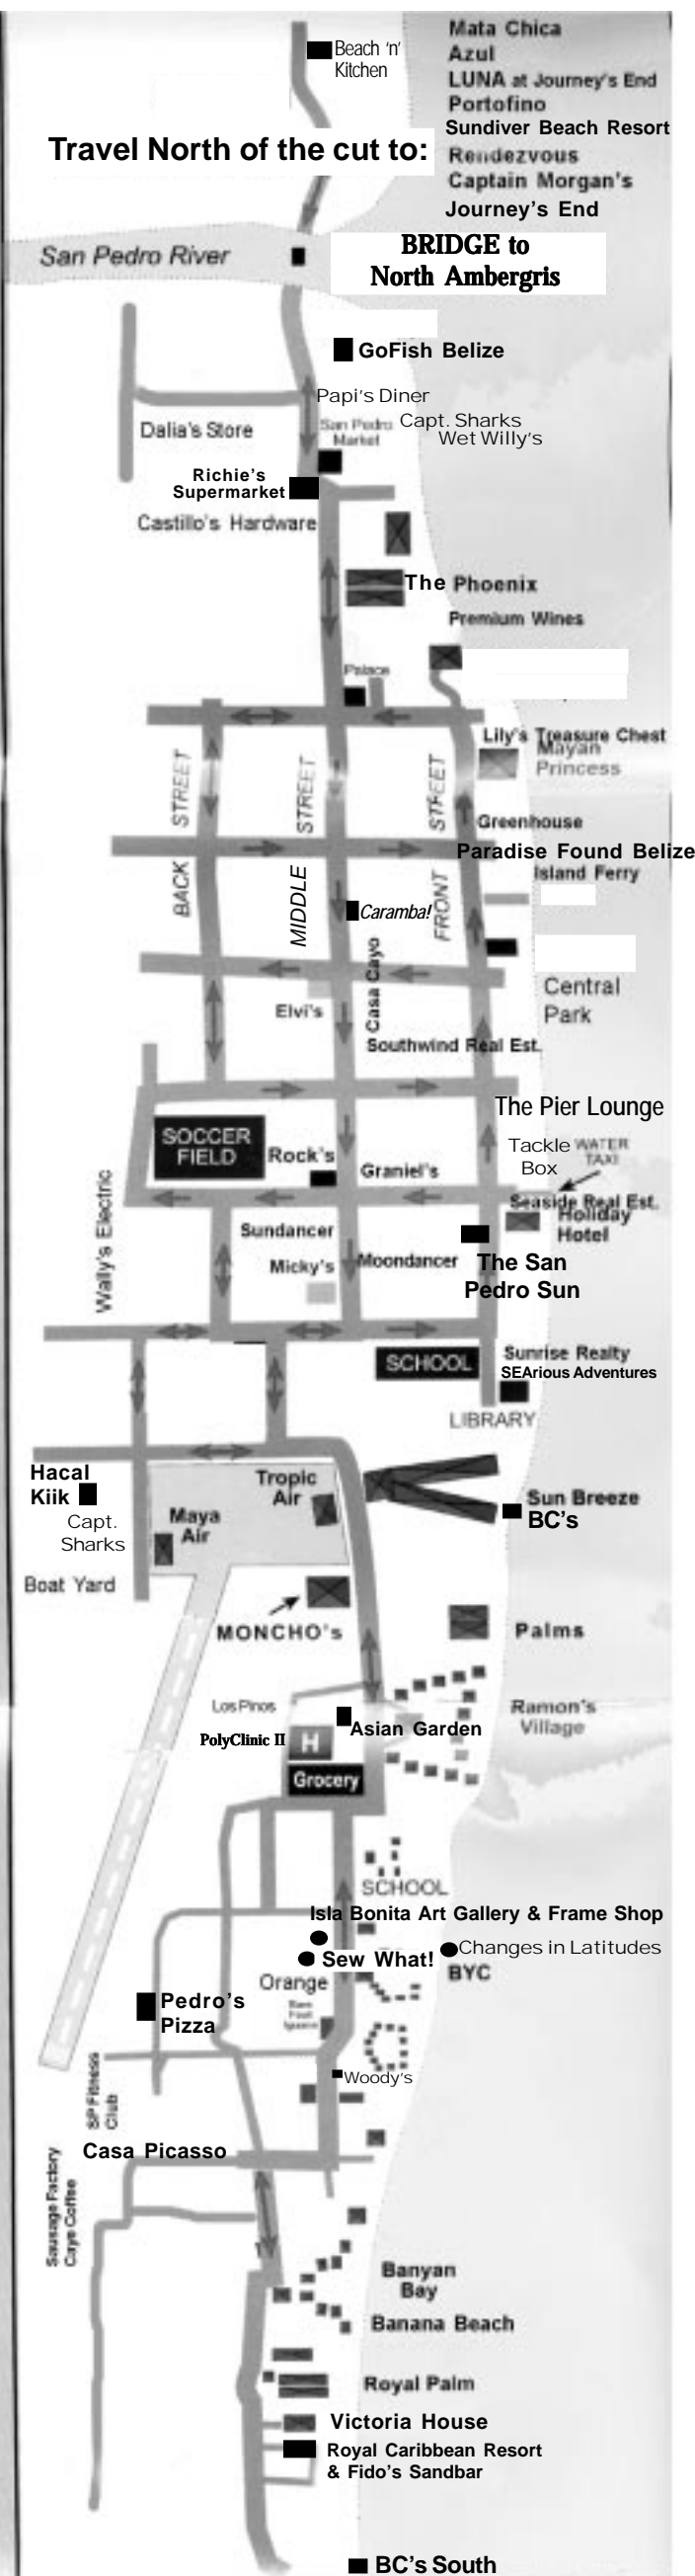 Mata Chica
Azul
LUNA at Journey's End
Portofino
Sundiver Beach Resort
Rendezvous
Captain Morgan's
Journey's End
Beach 'n'
Kitchen
Travel North of the cut to:
San Pedro River
BRIDGE to
North Ambergris
GoFish Belize
Papi's Diner
Dalia's Store
San Pedro
Market
Capt. Sharks
Wet Willy's
Richie's
Supermarket
Castillo's Hardware
The Phoenix
Premium Wines
Palace
Lily's Treasure Chest
Mayan
Princess
BACK STREET
MIDDLE STREET
FRONT STREET
Greenhouse
Paradise Found Belize
Island Ferry
Caramba!
Casa Cayo
Central
Park
Elvi's
Southwind Real Est.
The Pier Lounge
SOCCER
FIELD
Rock's
Graniel's
Tackle
Box
WATER
TAXI
Wally's Electric
Seaside Real Est.
Holiday
Hotel
Sundancer
Micky's
Moondancer
The San
Pedro Sun
SCHOOL
Sunrise Realty
SEArious Adventures
LIBRARY
Hacal
Kiik
Capt.
Sharks
Boat Yard
Tropic
Air
Maya
Air
Sun Breeze
BC's
MONCHO's
Palms
Los Pinos
PolyClinic II
H
Asian Garden
Ramon's
Village
Grocery
SCHOOL
Isla Bonita Art Gallery & Frame Shop
Sew What!
Changes in Latitudes
BYC
Orange
Pedro's
Pizza
Woody's
SP Fitness
Club
Casa Picasso
Sausage Factory
Caye Coffee
Banyan
Bay
Banana Beach
Royal Palm
Victoria House
Royal Caribbean Resort
& Fido's Sandbar
BC's South